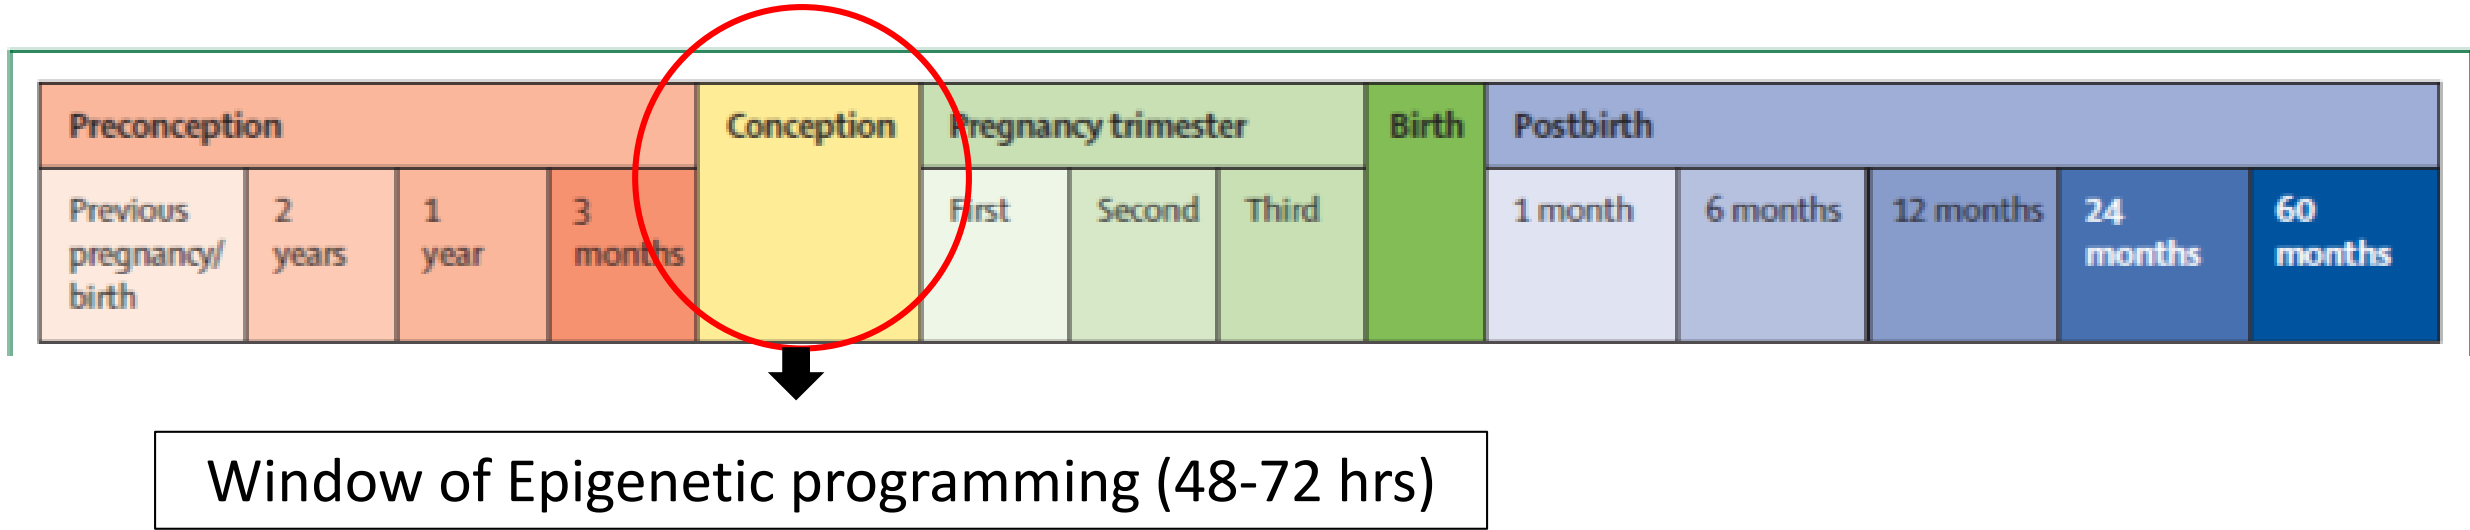 Preconception
Conception
Pregnancy trimester
Birth
Postbirth
Previous
pregnancy/
birth
2
years
1
year
3
months
First
Second
Third
1 month
6 months
12 months
24
months
60
months
Window of Epigenetic programming (48-72 hrs)